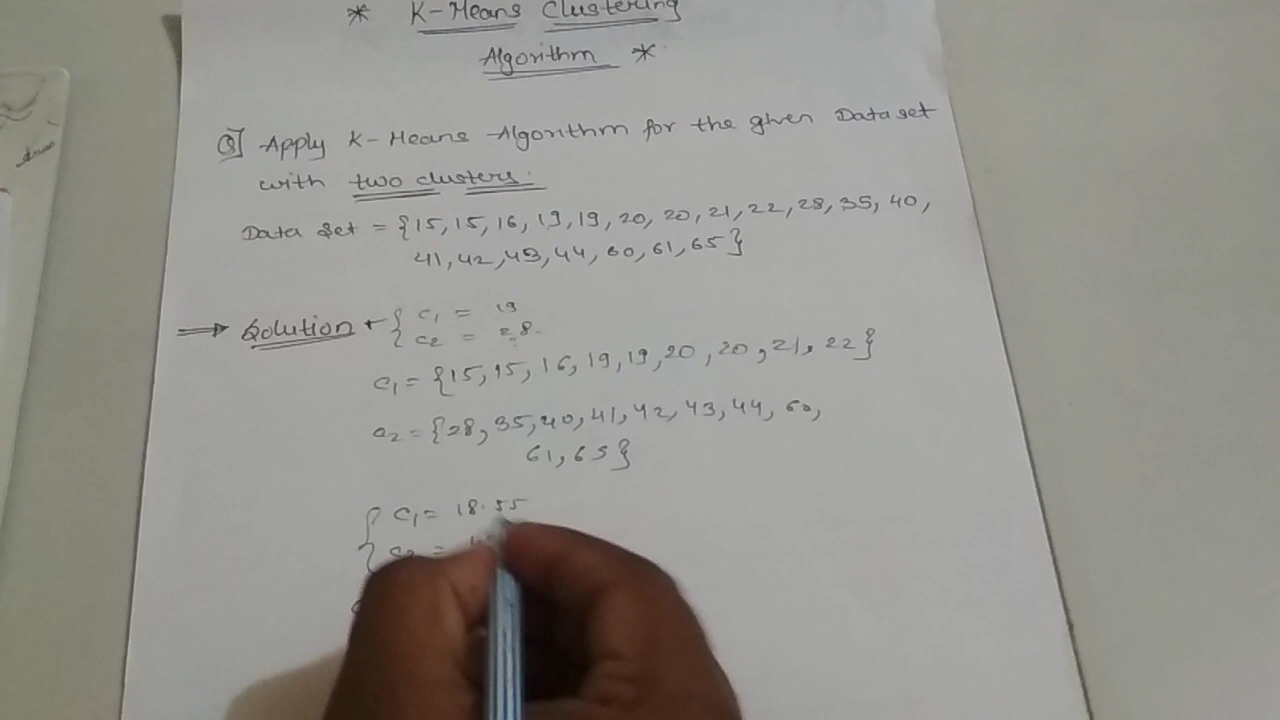 * K-Means Clustering
Algorithm *
Q] Apply K-Means Algorithm for the given Dataset
with two clusters.
Data Set = {15, 15, 16, 19, 19, 20, 20, 21, 22, 28, 35, 40,
41, 42, 43, 44, 60, 61, 65}
⇒ Solution → { C1 = 19
{ C2 = 28.
C1 = {15, 15, 16, 19, 19, 20, 20, 21, 22}
C2 = {28, 35, 40, 41, 42, 43, 44, 60,
61, 65}
{ C1 = 18.55
{ C2 =